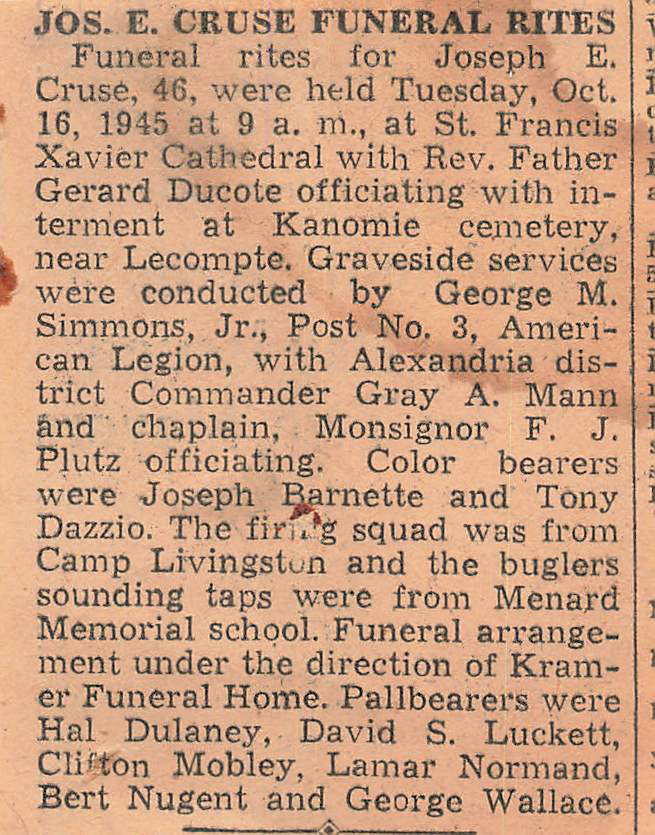 JOS. E. CRUSE FUNERAL RITES
Funeral rites for Joseph E.
Cruse, 46, were held Tuesday, Oct.
16, 1945 at 9 a. m., at St. Francis
Xavier Cathedral with Rev. Father
Gerard Ducote officiating with in-
terment at Kanomie cemetery,
near Lecompte. Graveside services
were conducted by George M.
Simmons, Jr., Post No. 3, Ameri-
can Legion, with Alexandria dis-
trict Commander Gray A. Mann
and chaplain, Monsignor F. J.
Plutz officiating. Color bearers
were Joseph Barnette and Tony
Dazzio. The firing squad was from
Camp Livingston and the buglers
sounding taps were from Menard
Memorial school. Funeral arrange-
ment under the direction of Kram-
er Funeral Home. Pallbearers were
Hal Dulaney, David S. Luckett,
Clifton Mobley, Lamar Normand,
Bert Nugent and George Wallace.